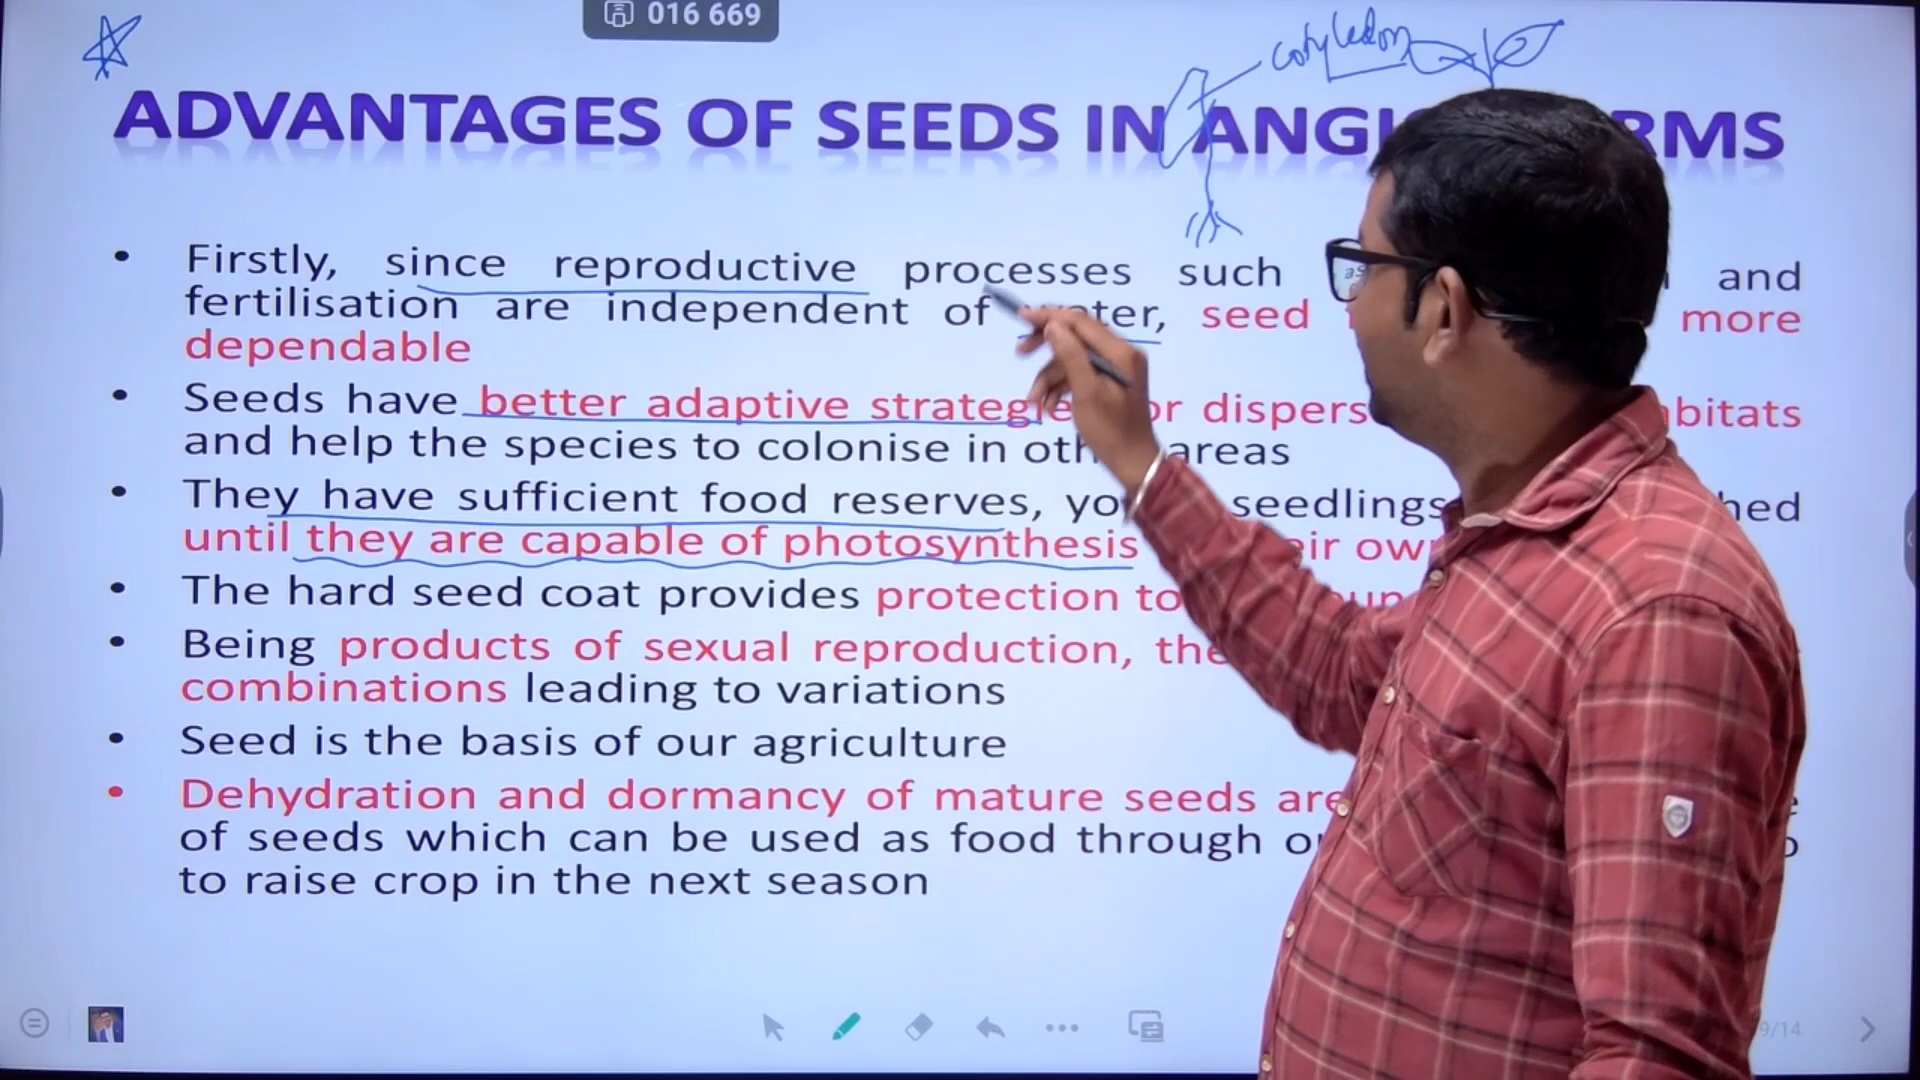 016 669
cotyledon
ADVANTAGES OF SEEDS IN ANGI RMS
• Firstly, since reproductive processes such as and
fertilisation are independent of water, seed more
dependable
• Seeds have better adaptive strategie or dispers bitats
and help the species to colonise in oth areas
• They have sufficient food reserves, yo seedlings hed
until they are capable of photosynthesis eir ow
• The hard seed coat provides protection to oun
• Being products of sexual reproduction, the
combinations leading to variations
• Seed is the basis of our agriculture
• Dehydration and dormancy of mature seeds are e
of seeds which can be used as food through o o
to raise crop in the next season
9/14